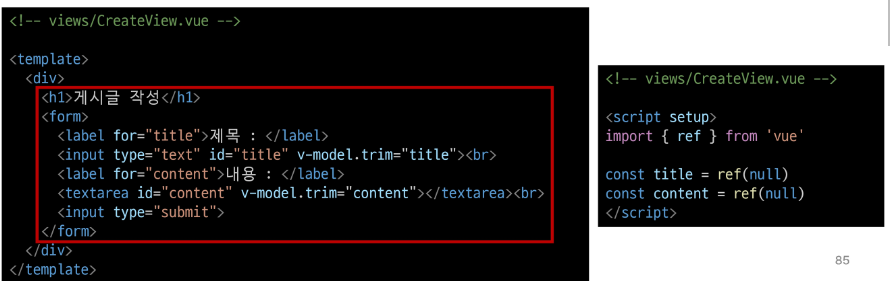 <!-- views/CreateView.vue -->
<template>
<div>
<h1>게시글 작성</h1>
<form>
<label for="title">제목 : </label>
<input type="text" id="title" v-model.trim="title"><br>
<label for="content">내용 : </label>
<textarea id="content" v-model.trim="content"></textarea><br>
<input type="submit">
</form>
</div>
</template>
<!-- views/CreateView.vue -->
<script setup>
import { ref } from 'vue'
const title = ref(null)
const content = ref(null)
</script>
85